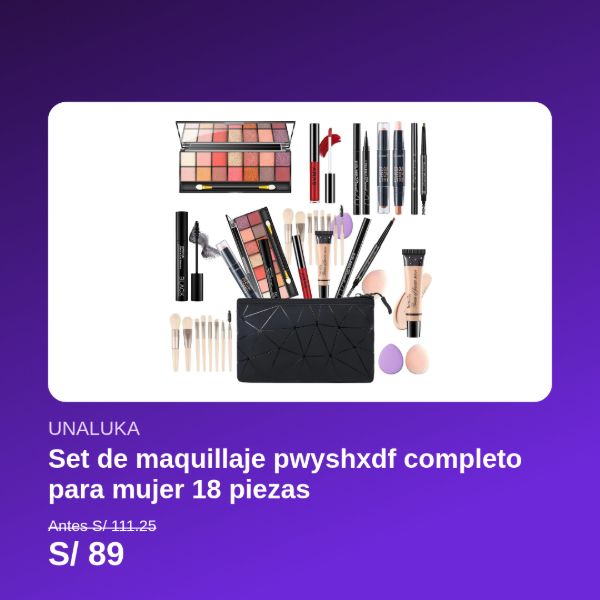 UNALUKA
Set de maquillaje pwyshxdf completo
para mujer 18 piezas
Antes S/ 111.25
S/ 89